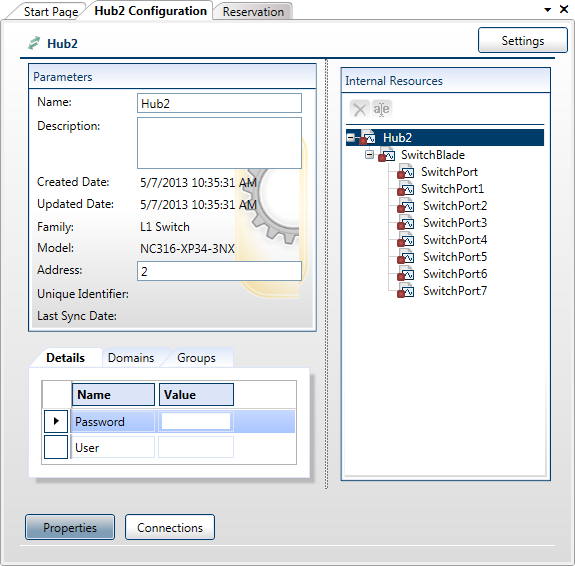 Start Page Hub2 Configuration Reservation
Hub2
Settings
Parameters
Name: Hub2
Description:
Created Date: 5/7/2013 10:35:31 AM
Updated Date: 5/7/2013 10:35:31 AM
Family: L1 Switch
Model: NC316-XP34-3NX
Address: 2
Unique Identifier:
Last Sync Date:
Internal Resources
a|e
Hub2
SwitchBlade
SwitchPort
SwitchPort1
SwitchPort2
SwitchPort3
SwitchPort4
SwitchPort5
SwitchPort6
SwitchPort7
Details Domains Groups
Name Value
Password
User
Properties Connections